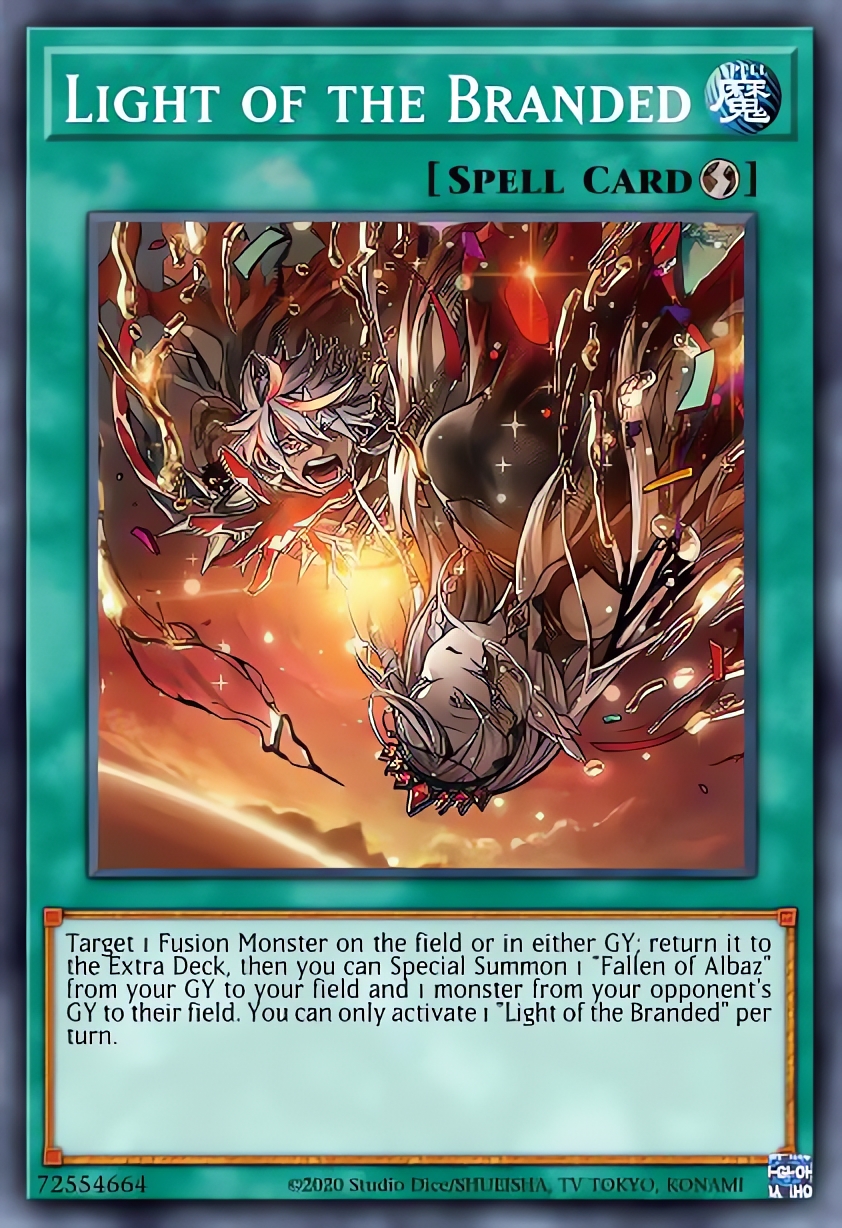 LIGHT OF THE BRANDED
魔
[SPELL CARD]
Target 1 Fusion Monster on the field or in either GY; return it to
the Extra Deck, then you can Special Summon 1 "Fallen of Albaz"
from your GY to your field and 1 monster from your opponent's
GY to their field. You can only activate 1 "Light of the Branded" per
turn.
72554664
©2020 Studio Dice/SHUEISHA, TV TOKYO, KONAMI